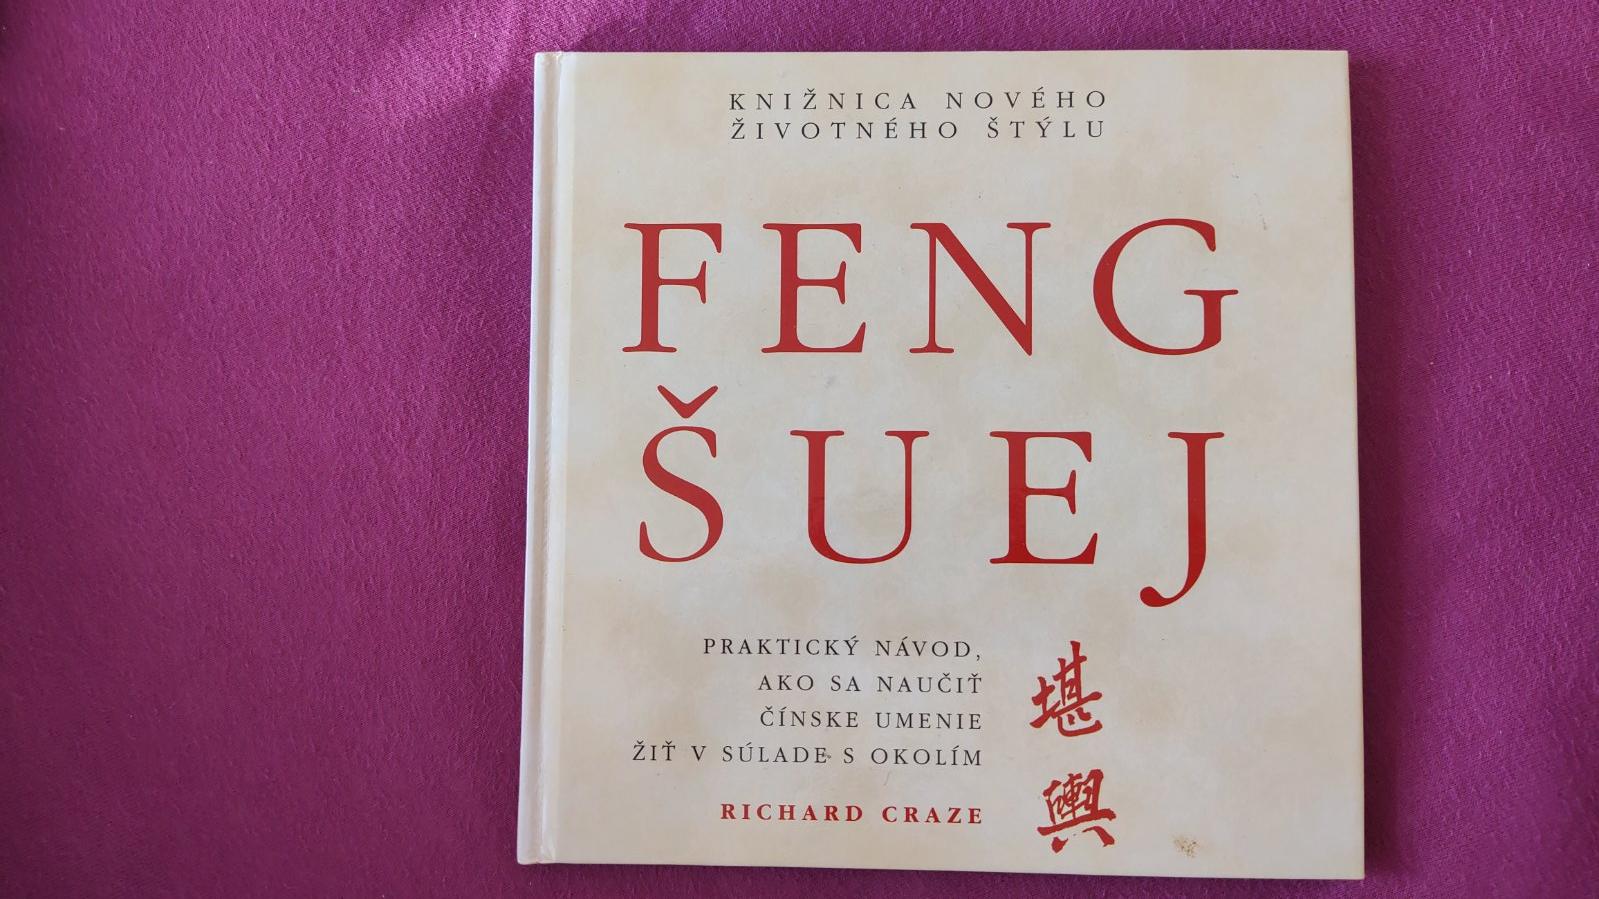 KNIŽNICA NOVÉHO
ŽIVOTNÉHO ŠTÝLU
FENG
ŠUEJ
PRAKTICKÝ NÁVOD,
AKO SA NAUČIŤ
ČÍNSKE UMENIE
ŽIŤ V SÚLADE S OKOLÍM
RICHARD CRAZE
堪
輿